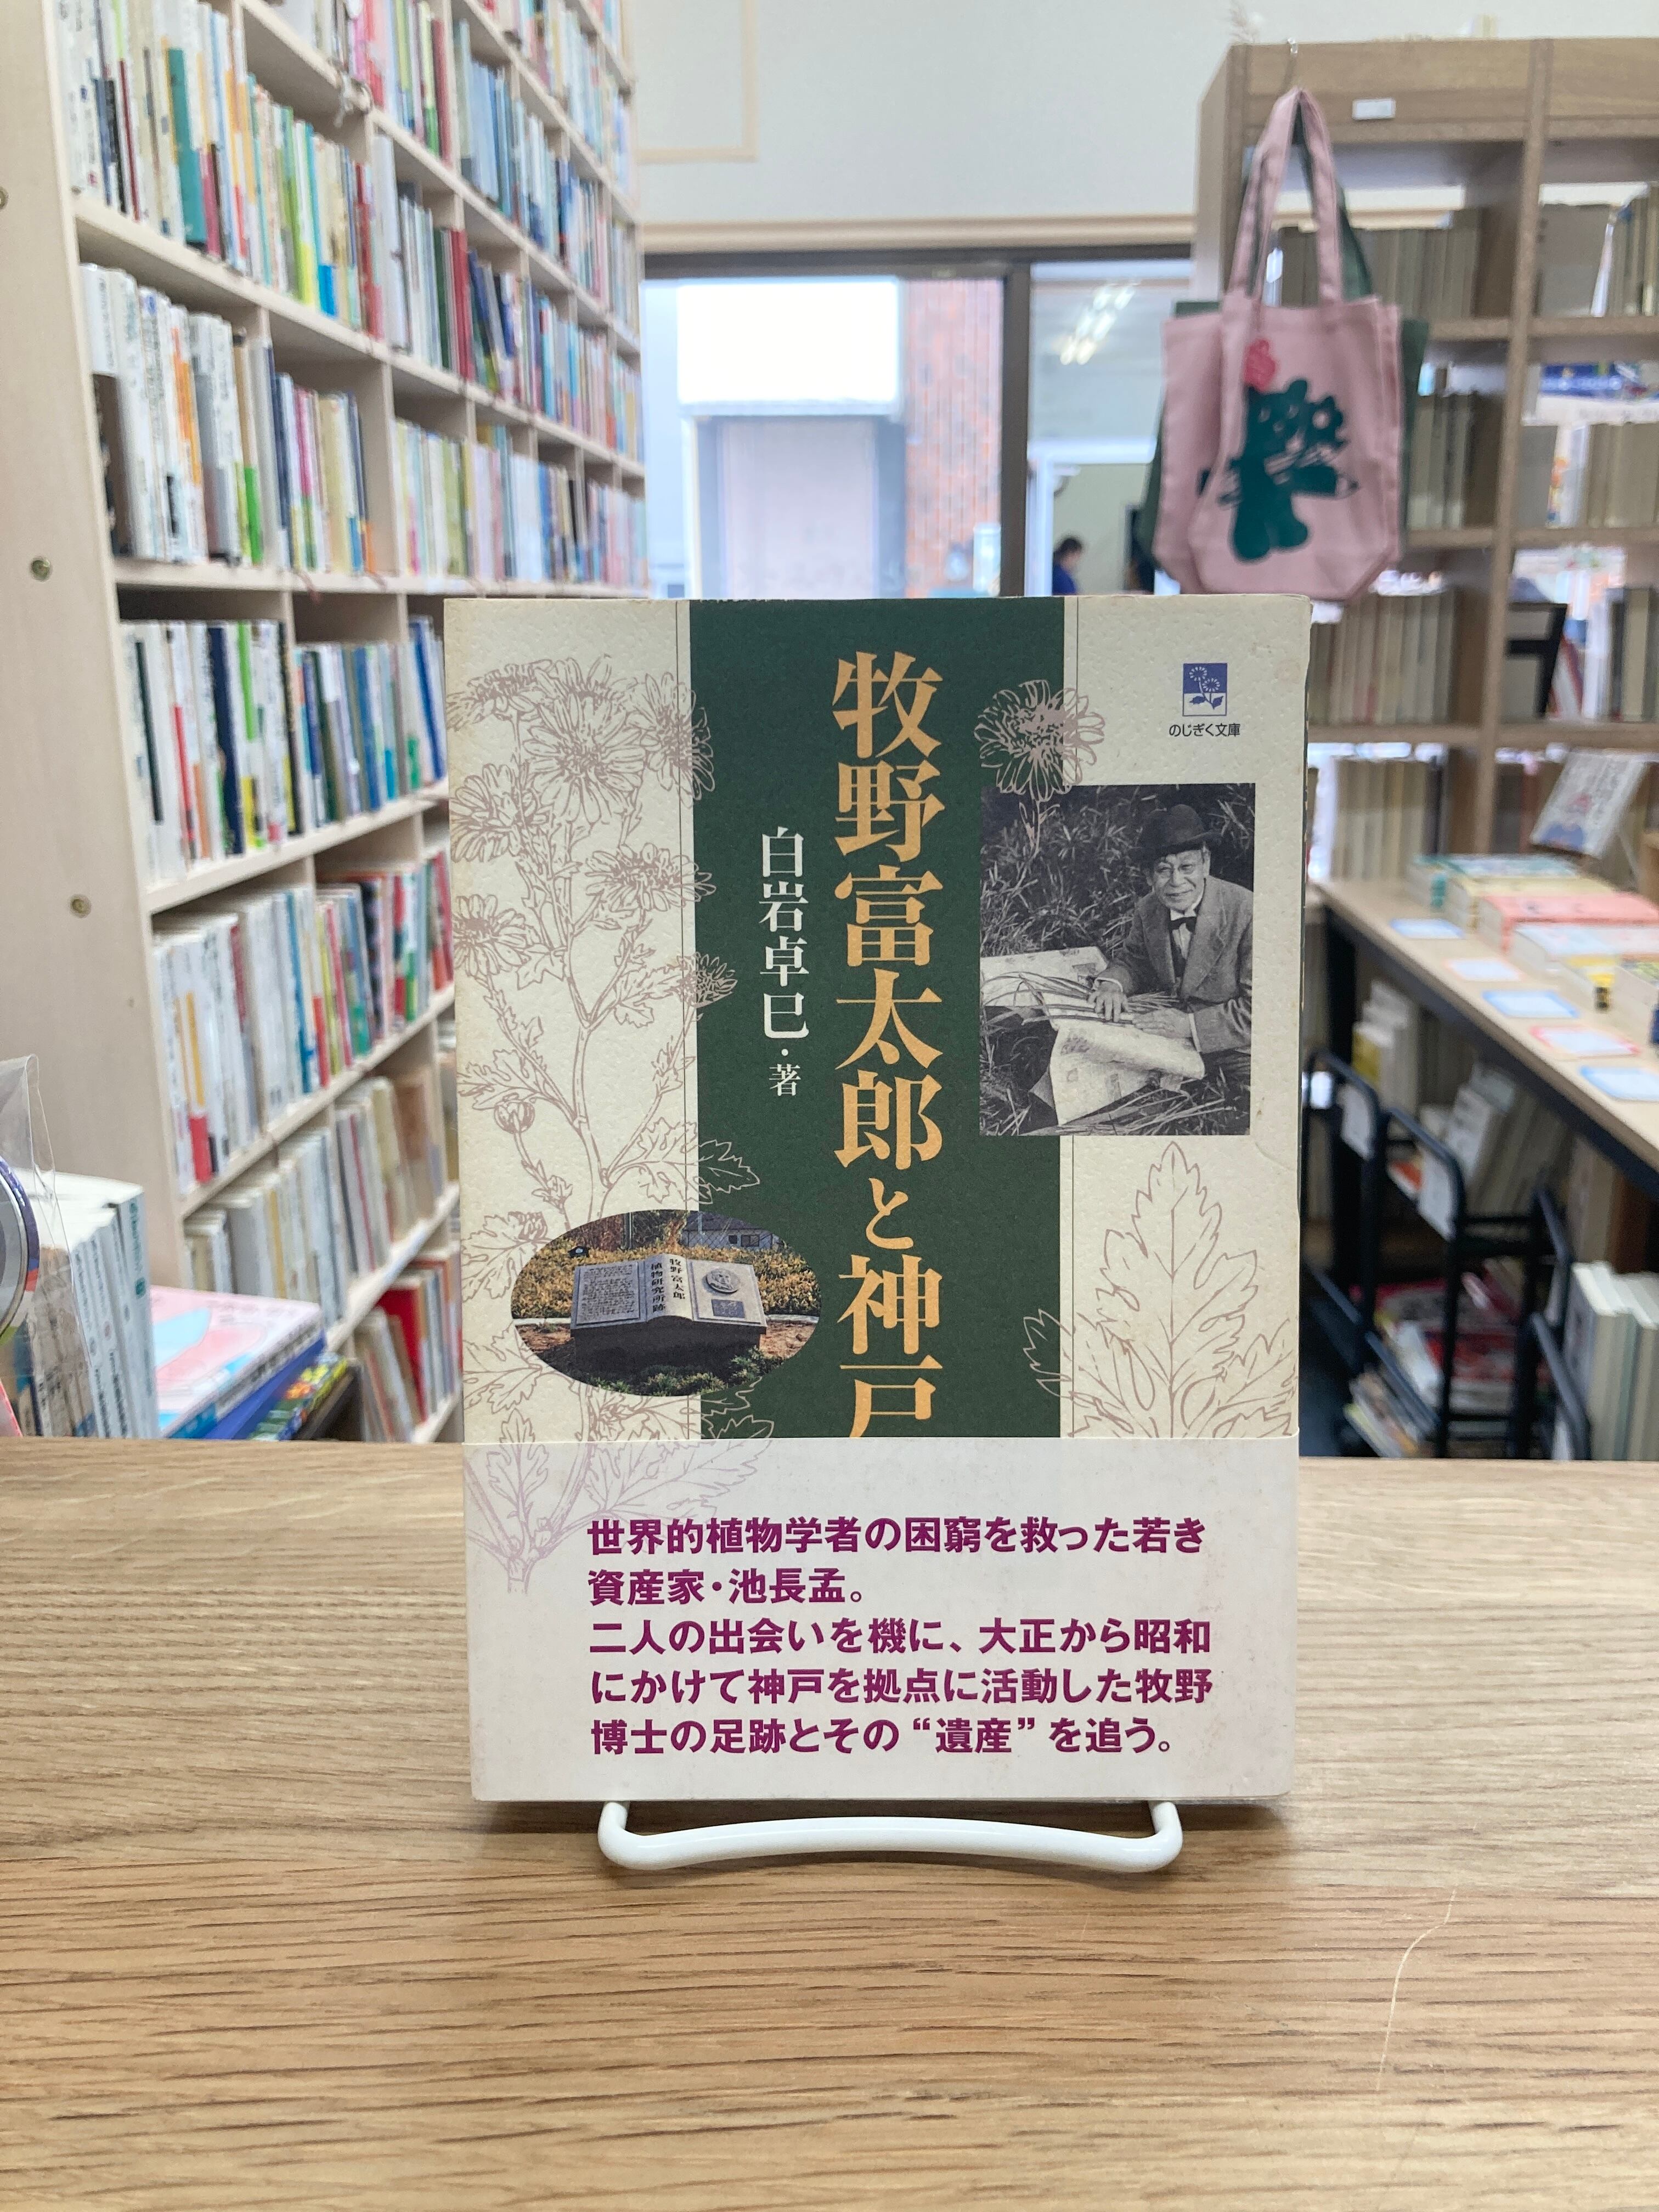 牧野富太郎と神戸
白岩卓巳・著
のじぎく文庫
牧野富太郎
植物研究所跡
世界的植物学者の困窮を救った若き
資産家・池長孟。
二人の出会いを機に、大正から昭和
にかけて神戸を拠点に活動した牧野
博士の足跡とその“遺産”を追う。